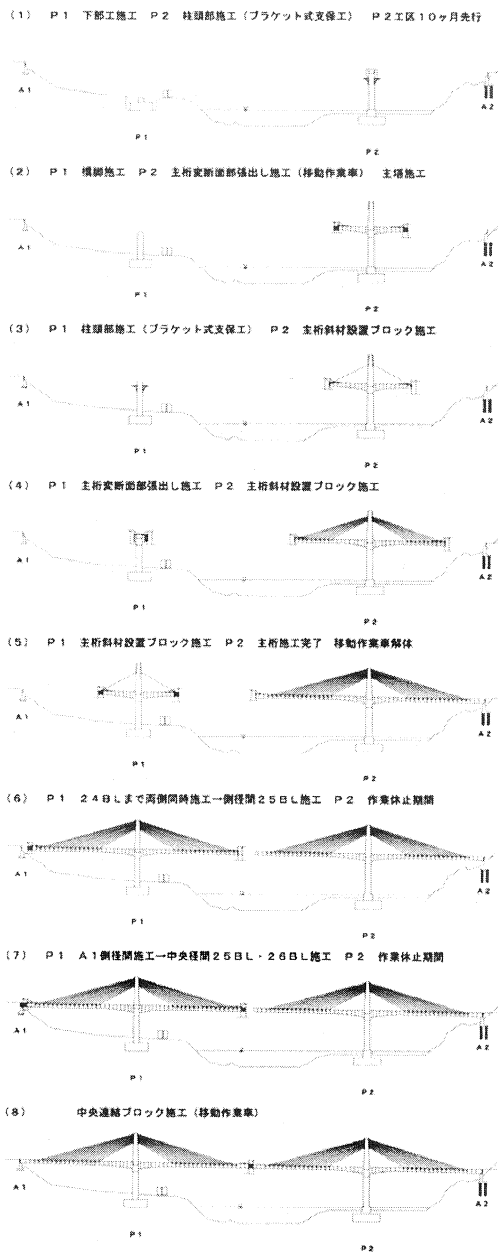 (1) P1 下部工施工 P2 柱頭部施工(ブラケット式支保工) P2工区10ヶ月先行
A1 P1 P2 A2
(2) P1 橋脚施工 P2 主桁変断面部張出し施工(移動作業車) 主塔施工
A1 P1 P2 A2
(3) P1 柱頭部施工(ブラケット式支保工) P2 主桁斜材設置ブロック施工
A1 P1 P2 A2
(4) P1 主桁変断面部張出し施工 P2 主桁斜材設置ブロック施工
A1 P1 P2 A2
(5) P1 主桁斜材設置ブロック施工 P2 主桁施工完了 移動作業車解体
A1 P1 P2 A2
(6) P1 24BLまで両側同時施工→側径間25BL施工 P2 作業休止期間
A1 P1 P2 A2
(7) P1 A1側径間施工→中央径間25BL・26BL施工 P2 作業休止期間
A1 P1 P2 A2
(8) 中央連結ブロック施工(移動作業車)
A1 P1 P2 A2